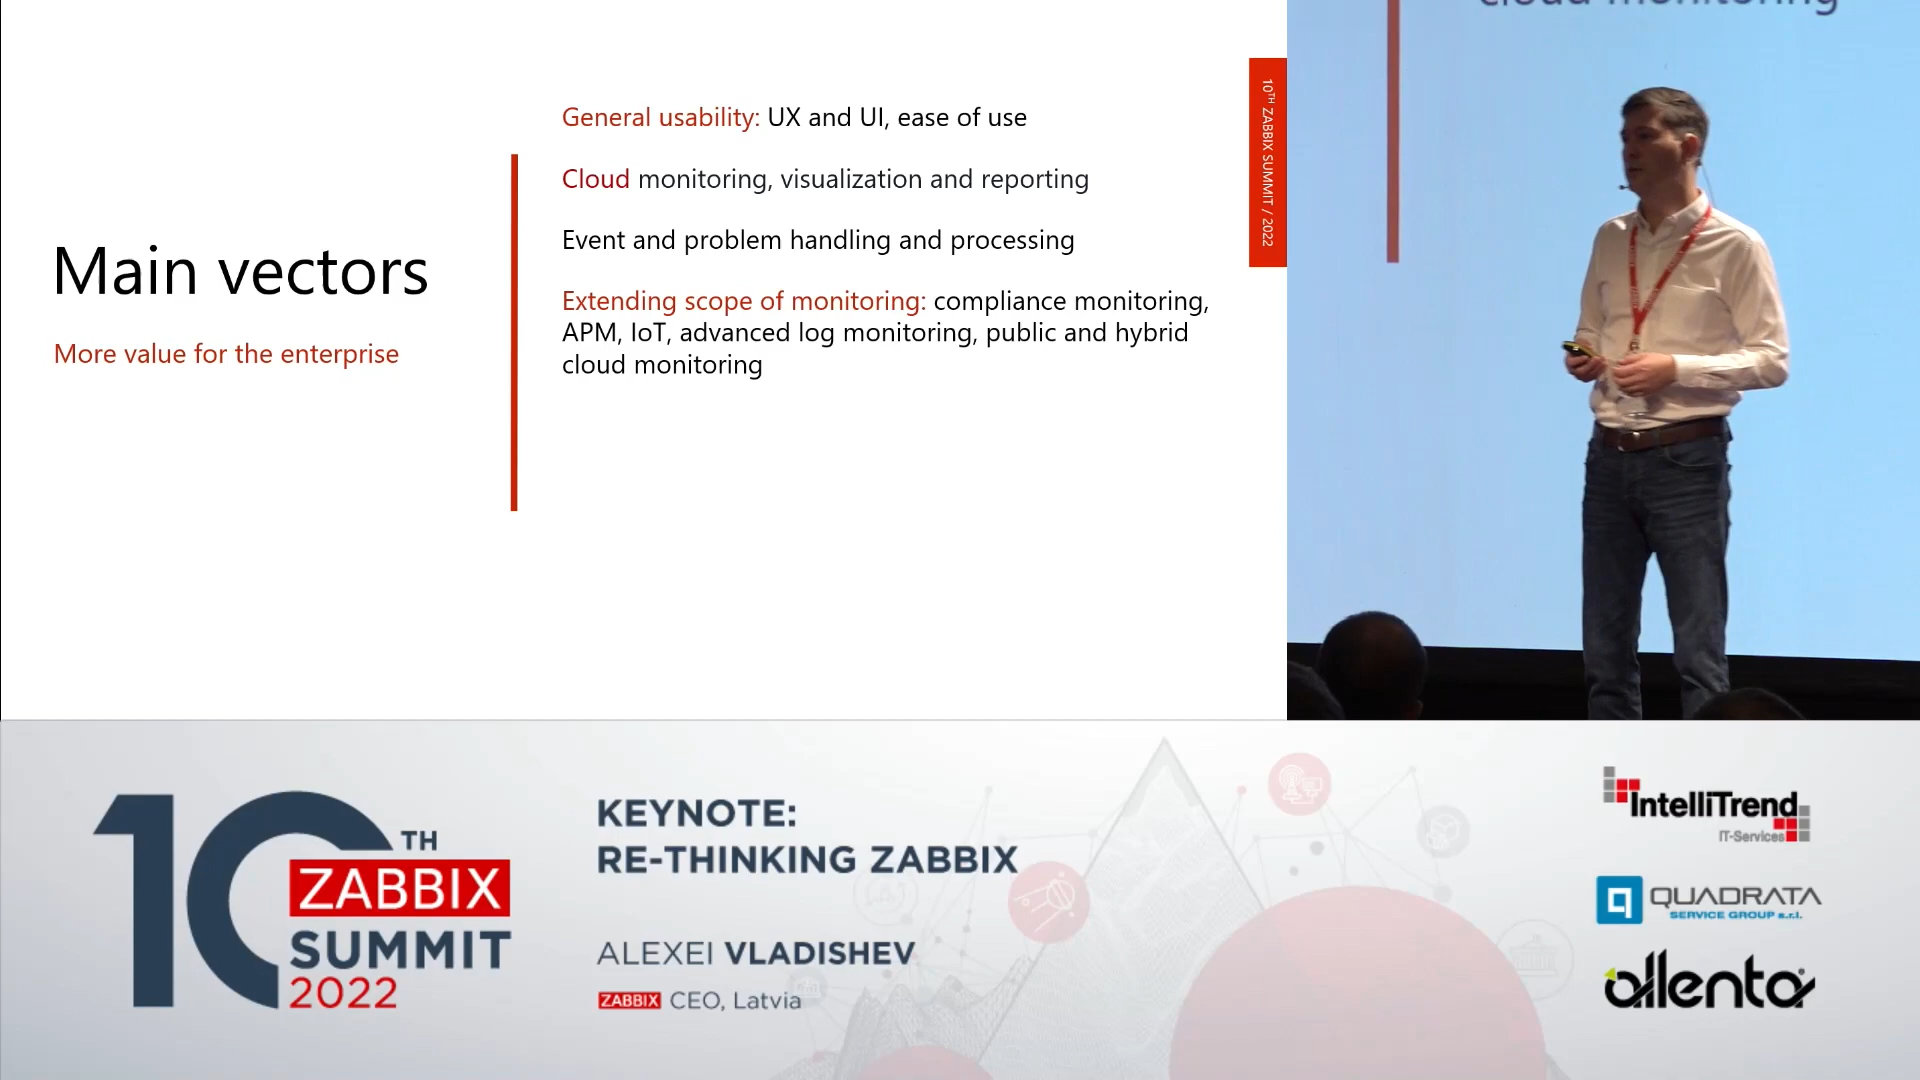 Main vectors
More value for the enterprise
General usability: UX and UI, ease of use
Cloud monitoring, visualization and reporting
Event and problem handling and processing
Extending scope of monitoring: compliance monitoring,
APM, IoT, advanced log monitoring, public and hybrid
cloud monitoring
10TH ZABBIX SUMMIT / 2022
cloud monitoring
10TH
ZABBIX
SUMMIT
2022
KEYNOTE:
RE-THINKING ZABBIX
ALEXEI VLADISHEV
ZABBIX CEO, Latvia
IntelliTrend
IT-Services
QUADRATA
SERVICE GROUP s.r.l.
allenta